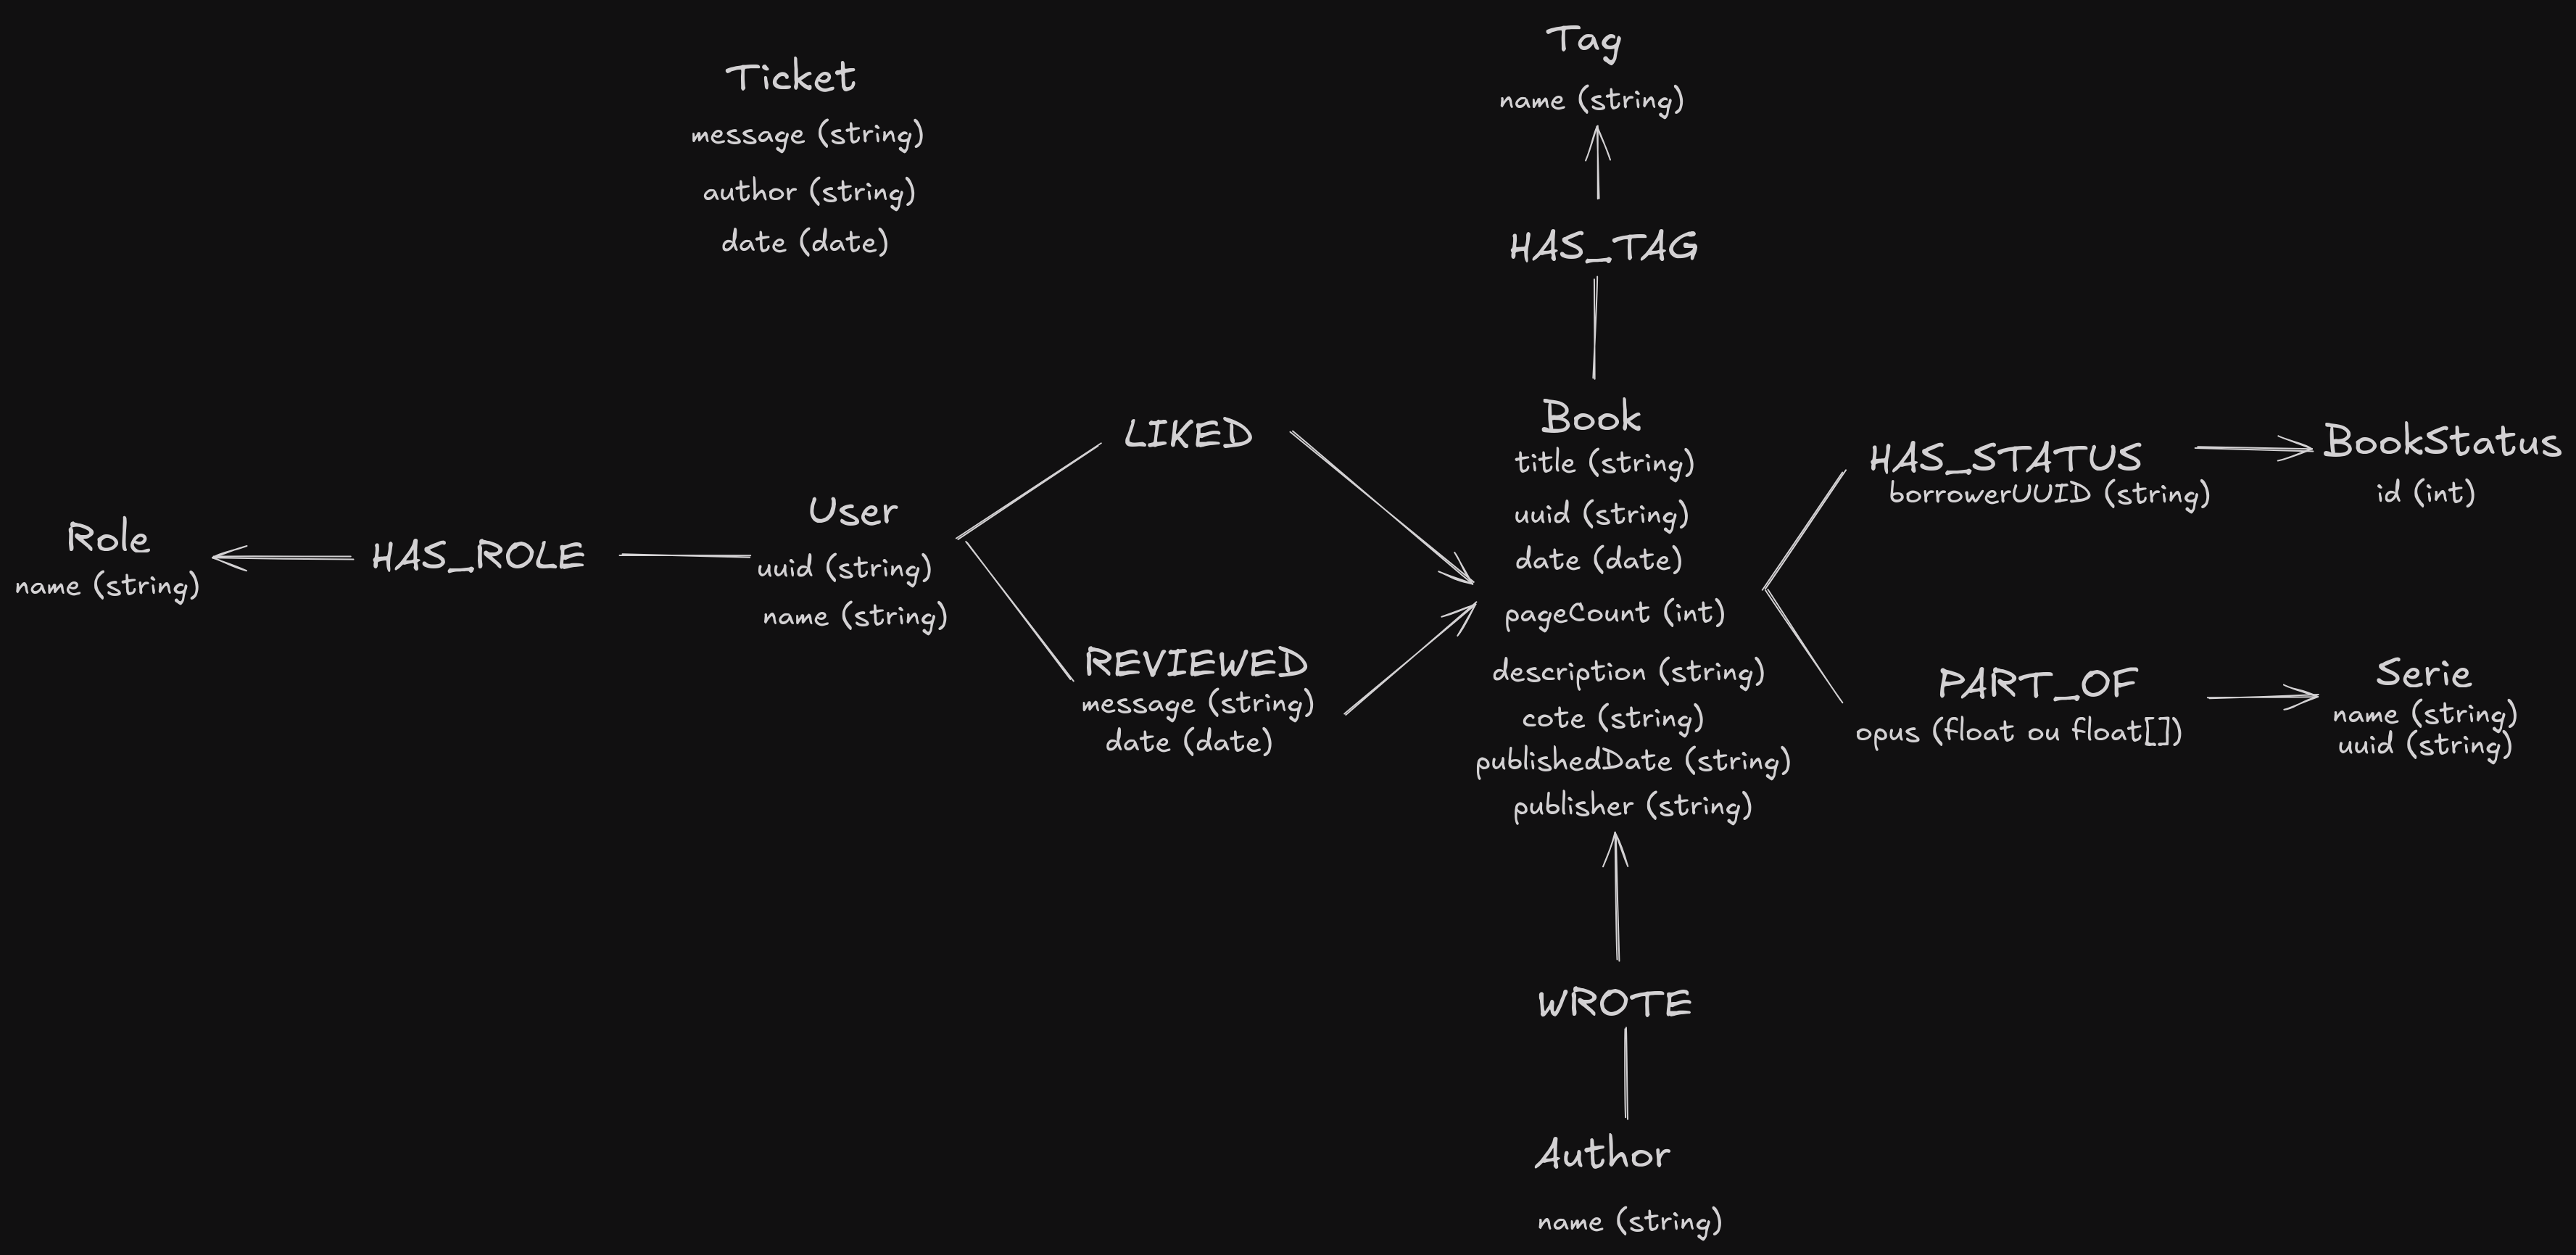 Tag
name (string)
HAS_TAG
Ticket
message (string)
author (string)
date (date)
Role
name (string)
HAS_ROLE
User
uuid (string)
name (string)
LIKED
REVIEWED
message (string)
date (date)
Book
title (string)
uuid (string)
date (date)
pageCount (int)
description (string)
cote (string)
publishedDate (string)
publisher (string)
HAS_STATUS
borrowerUUID (string)
BookStatus
id (int)
PART_OF
opus (float ou float[])
Serie
name (string)
uuid (string)
WROTE
Author
name (string)